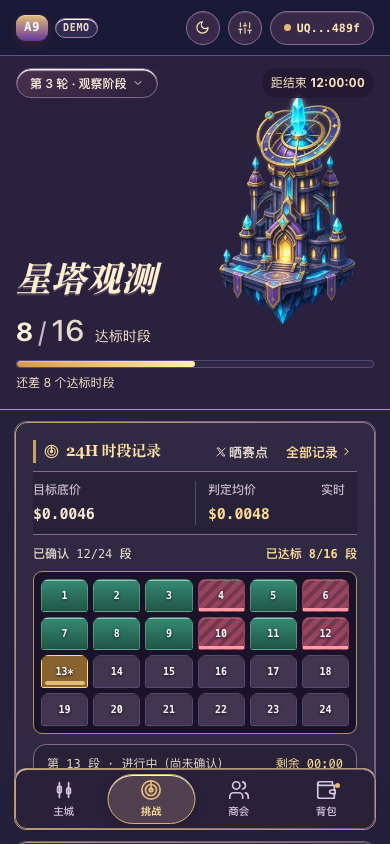 A9 DEMO UQ...489f
第 3 轮 · 观察阶段
距结束 12:00:00
星塔观测
8/16 达标时段
还差 8 个达标时段
24H 时段记录 𝕏 晒赛点 全部记录
目标底价 判定均价 实时
$0.0046 $0.0048
已确认 12/24 段 已达标 8/16 段
1 2 3 4 5 6
7 8 9 10 11 12
13* 14 15 16 17 18
19 20 21 22 23 24
第 13 段 · 进行中 (尚未确认) 剩余 00:00
主城 挑战 商会 背包